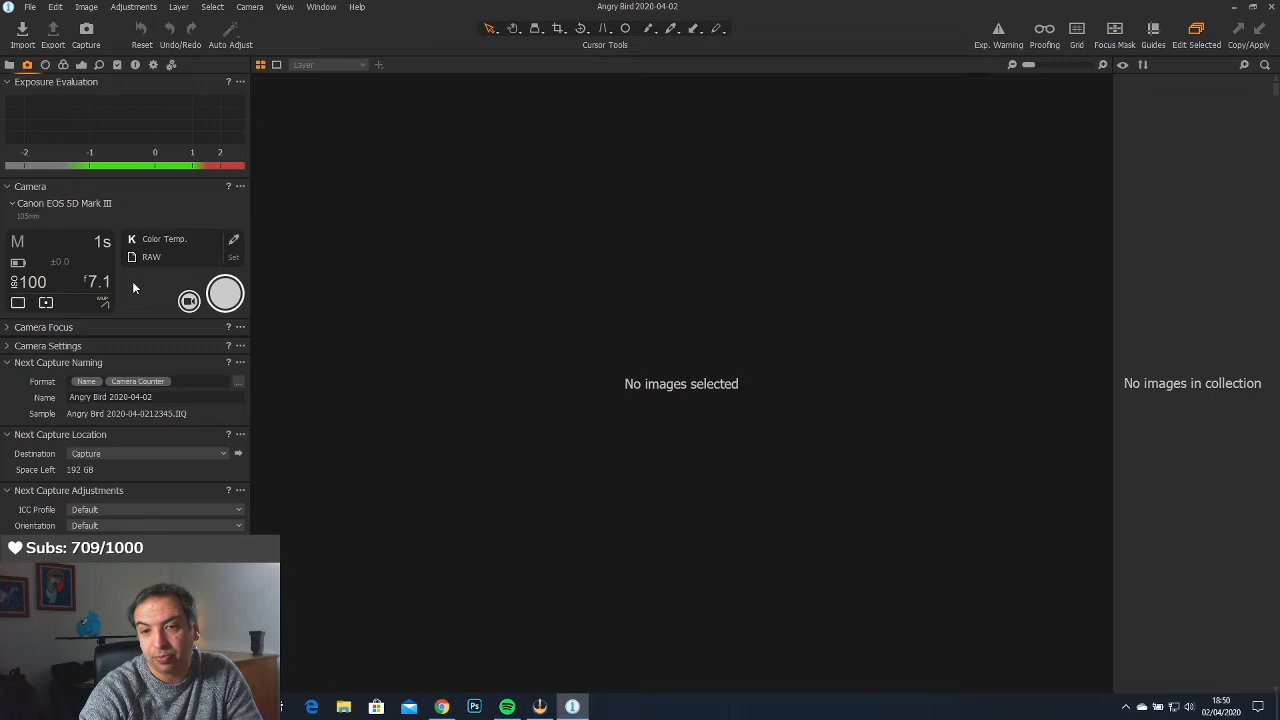 File Edit Image Adjustments Layer Select Camera View Window Help
Angry Bird 2020-04-02
Import Export Capture Reset Undo/Redo Auto Adjust
Cursor Tools
Exp. Warning Proofing Grid Focus Mask Guides Edit Selected Copy/Apply
Layer
Exposure Evaluation ? ...
-2 -1 0 1 2
Camera ? ...
Canon EOS 5D Mark III
105mm
M 1s
K Color Temp.
±0.0
RAW Set
ISO 100 f7.1
Camera Focus ? ...
Camera Settings ? ...
Next Capture Naming ? ...
Format Name Camera Counter ...
Name Angry Bird 2020-04-02
Sample Angry Bird 2020-04-0212345.IIQ
Next Capture Location ? ...
Destination Capture
Space Left 192 GB
Next Capture Adjustments ? ...
ICC Profile Default
Orientation Default
Subs: 709/1000
No images selected
No images in collection
Ps
18:50
02/04/2020